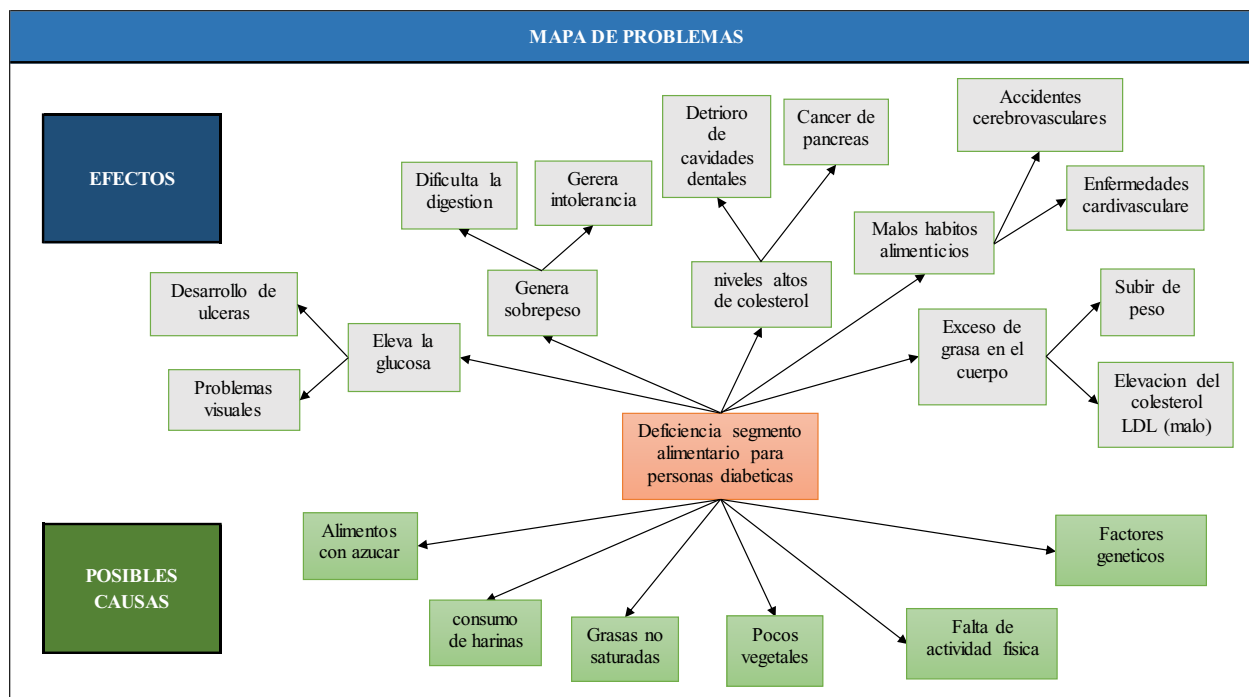 MAPA DE PROBLEMAS
EFECTOS
Dificulta la
digestion
Gerera
intolerancia
Detrioro
de
cavidades
dentales
Cancer de
pancreas
Accidentes
cerebrovasculares
Enfermedades
cardivasculare
Malos habitos
alimenticios
Desarrollo de
ulceras
Genera
sobrepeso
niveles altos
de colesterol
Subir de
peso
Eleva la
glucosa
Exceso de
grasa en el
cuerpo
Problemas
visuales
Elevacion del
colesterol
LDL (malo)
Deficiencia segmento
alimentario para
personas diabeticas
POSIBLES
CAUSAS
Alimentos
con azucar
consumo
de harinas
Grasas no
saturadas
Pocos
vegetales
Falta de
actividad fisica
Factores
geneticos